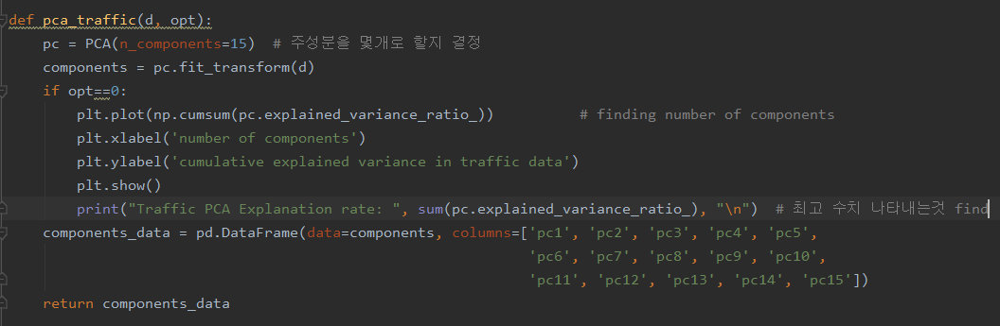 def pca_traffic(d, opt):
    pc = PCA(n_components=15)  # 주성분을 몇개로 할지 결정
    components = pc.fit_transform(d)
    if opt==0:
        plt.plot(np.cumsum(pc.explained_variance_ratio_))          # finding number of components
        plt.xlabel('number of components')
        plt.ylabel('cumulative explained variance in traffic data')
        plt.show()
        print("Traffic PCA Explanation rate: ", sum(pc.explained_variance_ratio_), "\n")  # 최고 수치 나타내는것 find
    components_data = pd.DataFrame(data=components, columns=['pc1', 'pc2', 'pc3', 'pc4', 'pc5',
                                                             'pc6', 'pc7', 'pc8', 'pc9', 'pc10',
                                                             'pc11', 'pc12', 'pc13', 'pc14', 'pc15'])
    return components_data